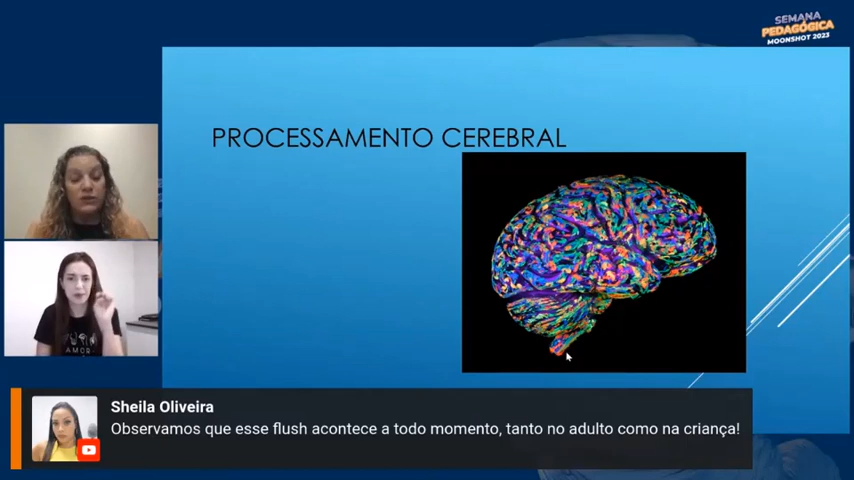 SEMANA
PEDAGÓGICA
MOONSHOT 2023
PROCESSAMENTO CEREBRAL
AMOR
Sheila Oliveira
Observamos que esse flush acontece a todo momento, tanto no adulto como na criança!